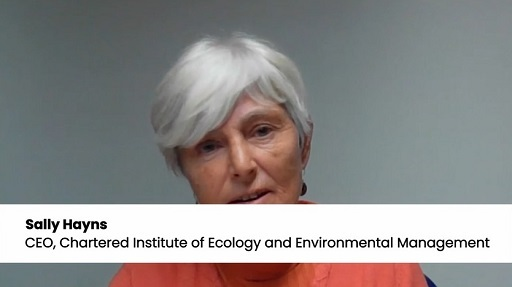 Sally Hayns
CEO, Chartered Institute of Ecology and Environmental Management